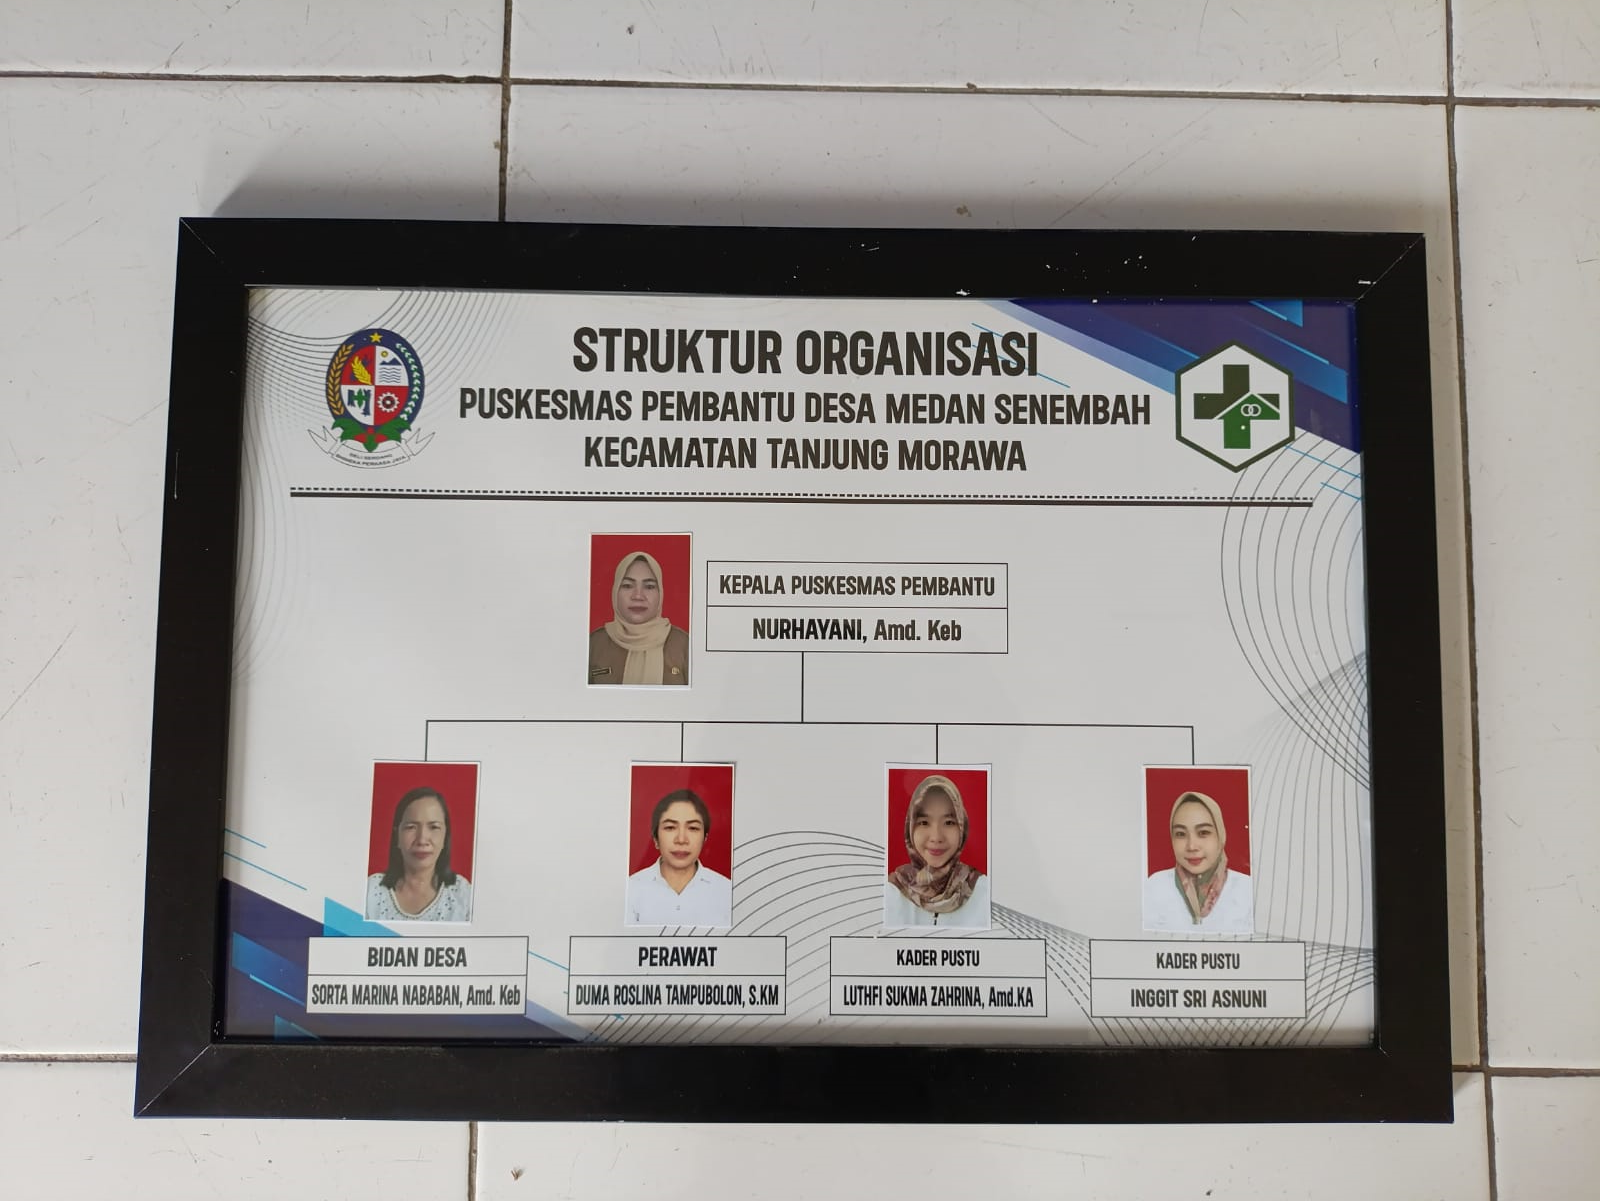 STRUKTUR ORGANISASI
PUSKESMAS PEMBANTU DESA MEDAN SENEMBAH
KECAMATAN TANJUNG MORAWA
DELI SERDANG
BHINNEKA PERKASA JAYA
KEPALA PUSKESMAS PEMBANTU
NURHAYANI, Amd. Keb
BIDAN DESA
SORTA MARINA NABABAN, Amd. Keb
PERAWAT
DUMA ROSLINA TAMPUBOLON, S.KM
KADER PUSTU
LUTHFI SUKMA ZAHRINA, Amd.KA
KADER PUSTU
INGGIT SRI ASNUNI